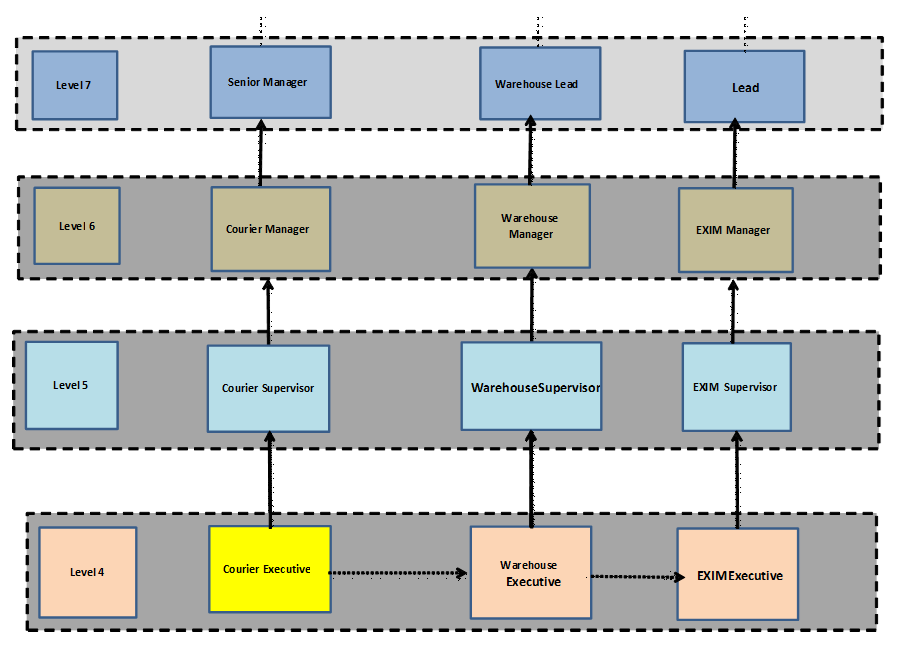 Level 7
Senior Manager
Warehouse Lead
Lead
Level 6
Courier Manager
Warehouse
Manager
EXIM Manager
Level 5
Courier Supervisor
WarehouseSupervisor
EXIM Supervisor
Level 4
Courier Executive
Warehouse
Executive
EXIMExecutive